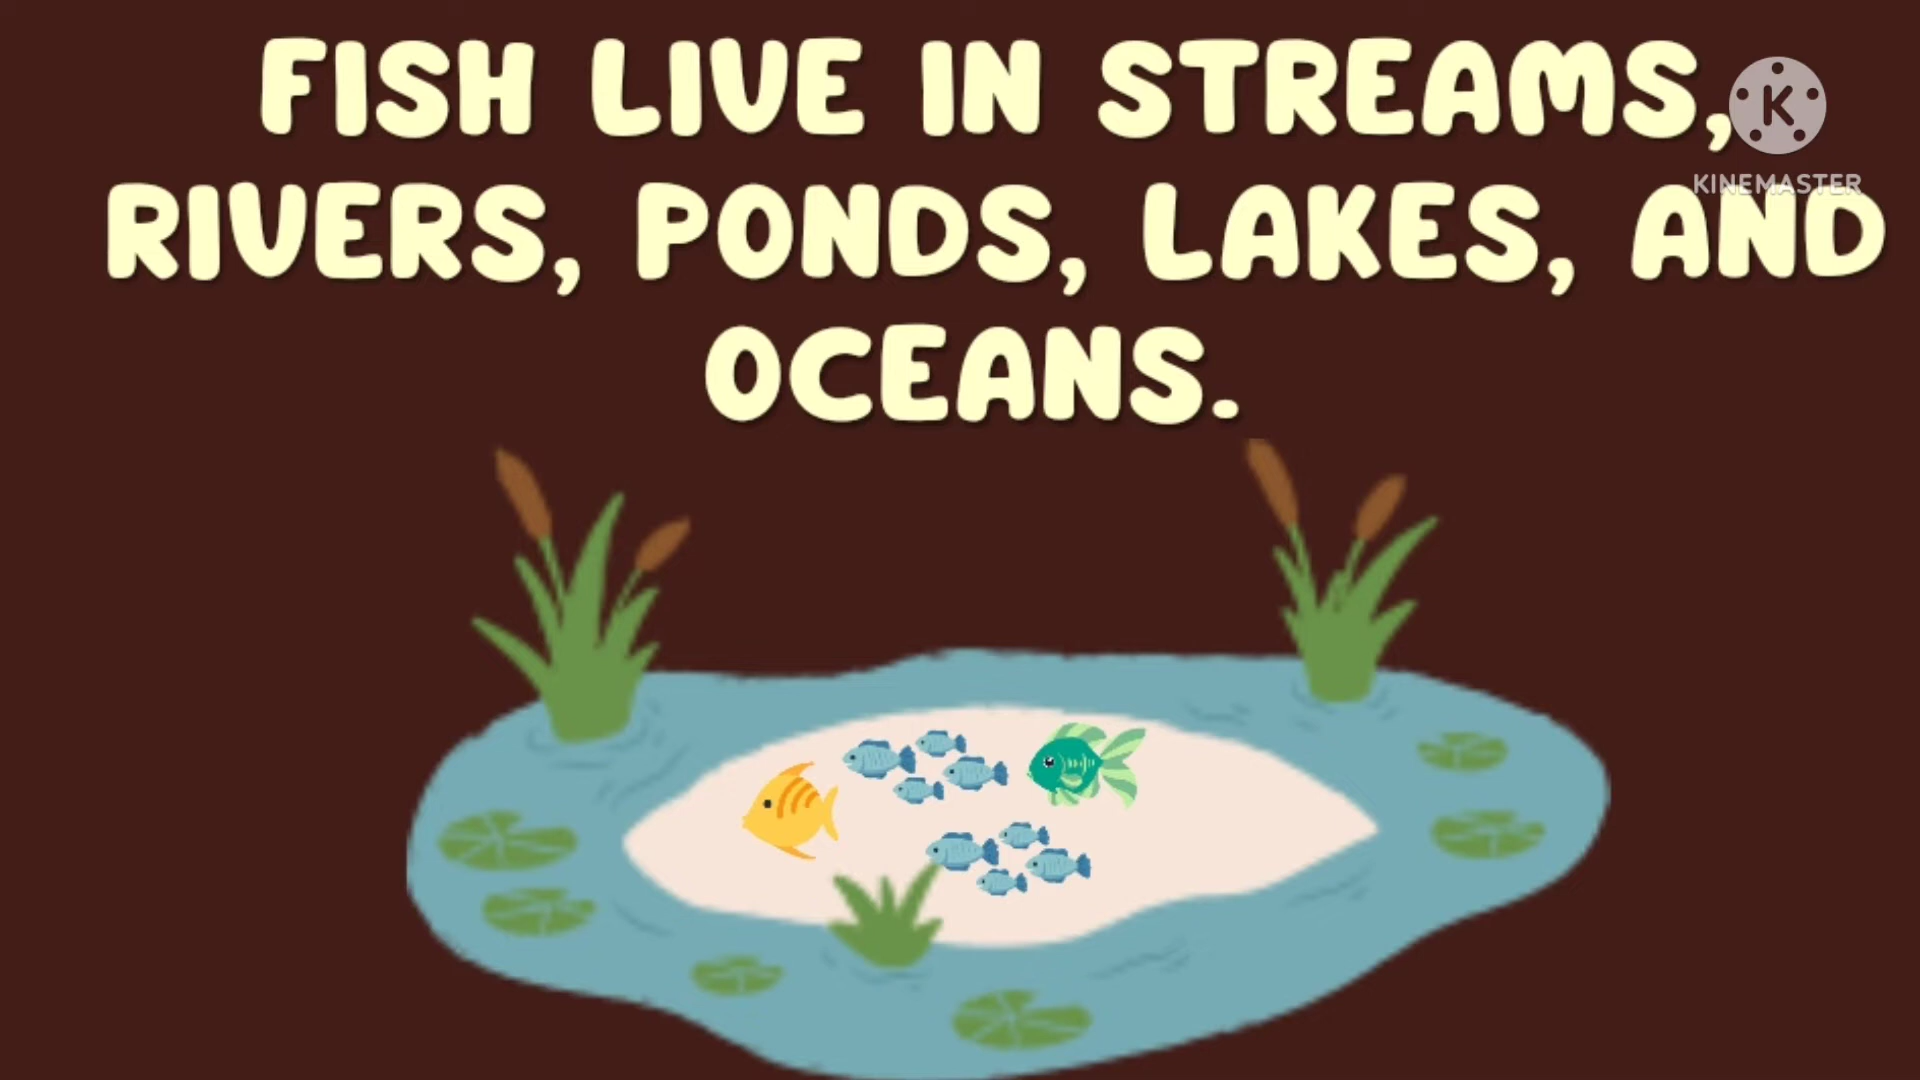 FISH LIVE IN STREAMS,
RIVERS, PONDS, LAKES, AND
OCEANS.
K
KINEMASTER